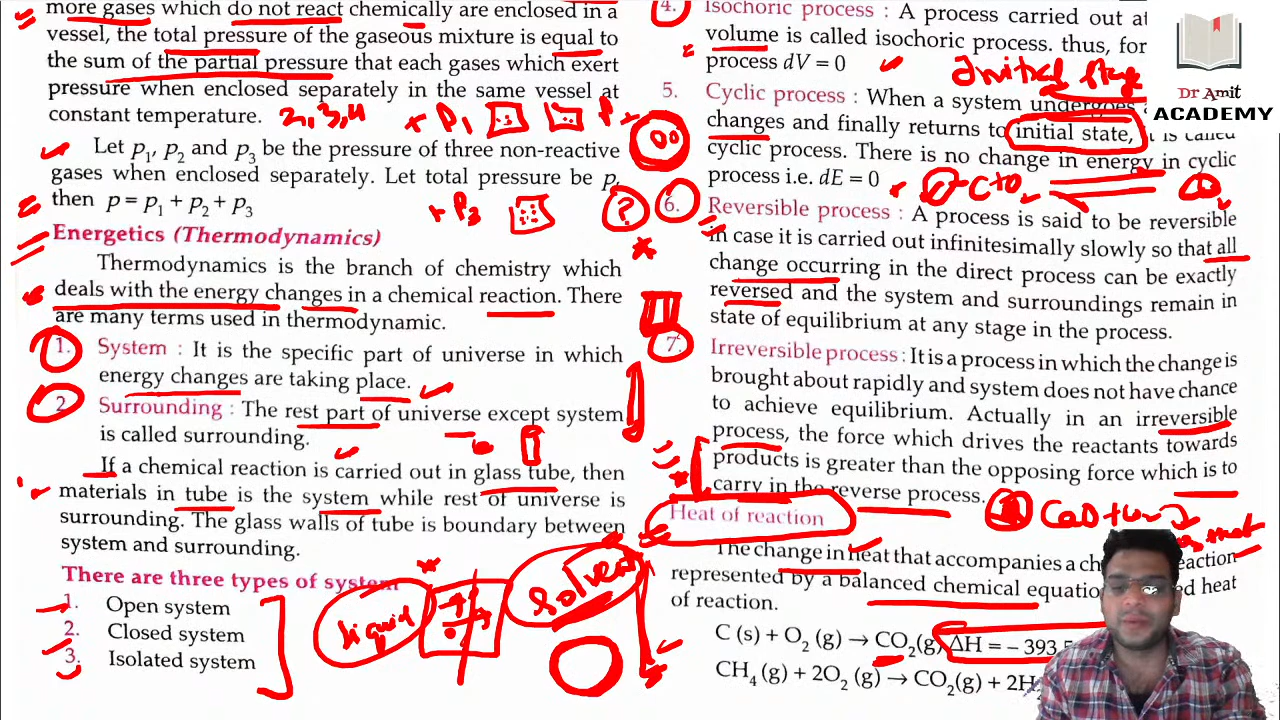 more gases which do not react chemically are enclosed in a
vessel, the total pressure of the gaseous mixture is equal to
the sum of the partial pressure that each gases which exert
pressure when enclosed separately in the same vessel at
constant temperature.
2, 3, 4
P1
Let p₁, p₂ and p₃ be the pressure of three non-reactive
gases when enclosed separately. Let total pressure be p,
then p = p₁ + p₂ + p₃
+ P3
?
Energetics (Thermodynamics)
Thermodynamics is the branch of chemistry which
deals with the energy changes in a chemical reaction. There
are many terms used in thermodynamic.
1. System : It is the specific part of universe in which
energy changes are taking place.
2 Surrounding : The rest part of universe except system
is called surrounding.
If a chemical reaction is carried out in glass tube, then
materials in tube is the system while rest of universe is
surrounding. The glass walls of tube is boundary between
system and surrounding.
There are three types of system
1. Open system
2. Closed system
3. Isolated system
liquid
Solvent
4. Isochoric process : A process carried out at
volume is called isochoric process. thus, for
process dV = 0
Initial stage
5. Cyclic process : When a system undergoes
changes and finally returns to initial state, it is called
cyclic process. There is no change in energy in cyclic
process i.e. dE = 0
C+O2
6. Reversible process : A process is said to be reversible
in case it is carried out infinitesimally slowly so that all
change occurring in the direct process can be exactly
reversed and the system and surroundings remain in
state of equilibrium at any stage in the process.
7. Irreversible process : It is a process in which the change is
brought about rapidly and system does not have chance
to achieve equilibrium. Actually in an irreversible
process, the force which drives the reactants towards
products is greater than the opposing force which is to
carry in the reverse process.
Heat of reaction
CaO +
The change in heat that accompanies a reaction
represented by a balanced chemical heat
of reaction.
C (s) + O₂ (g) → CO₂(g) ΔH = – 393.5
CH₄ (g) + 2O₂ (g) → CO₂(g) + 2H₂
Dr Amit
ACADEMY